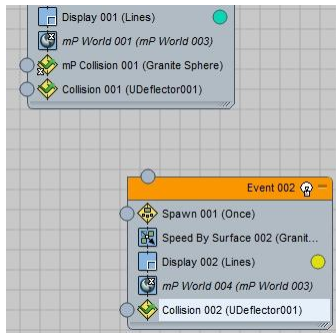 Display 001 (Lines)
mP World 001 (mP World 003)
mP Collision 001 (Granite Sphere)
Collision 001 (UDeflector001)
Event 002
Spawn 001 (Once)
Speed By Surface 002 (Granit...
Display 002 (Lines)
mP World 004 (mP World 003)
Collision 002 (UDeflector001)